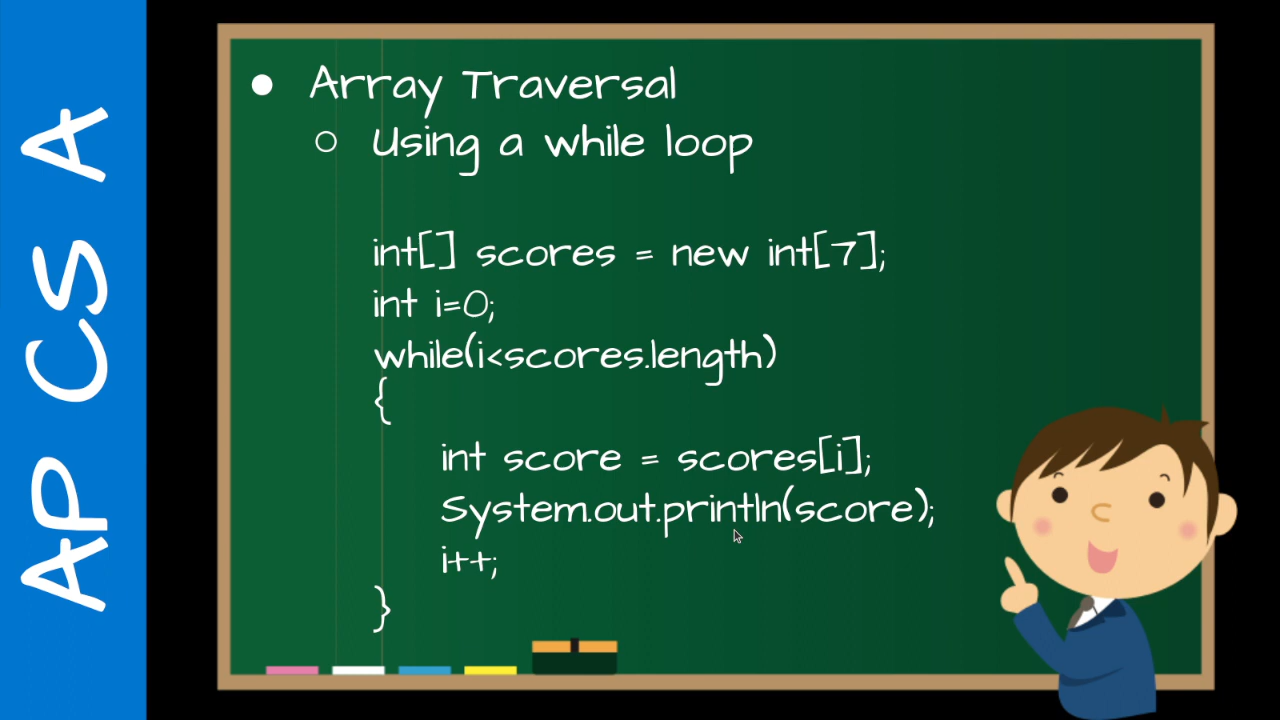 AP CS A
● Array Traversal
○ Using a while loop
int[] scores = new int[7];
int i=0;
while(i<scores.length)
{
int score = scores[i];
System.out.println(score);
i++;
}